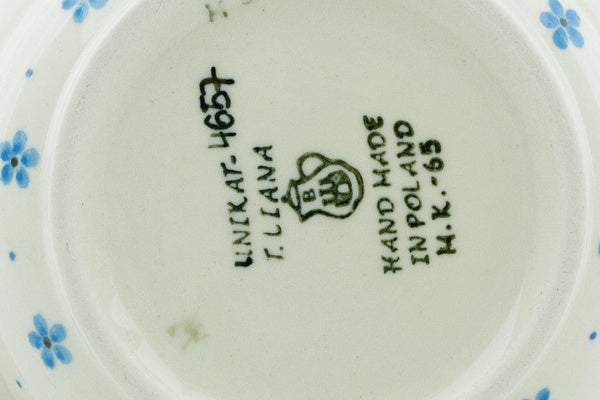 UNIKAT-4657
T. LIANA
B
HAND MADE
IN POLAND
M.K.-65